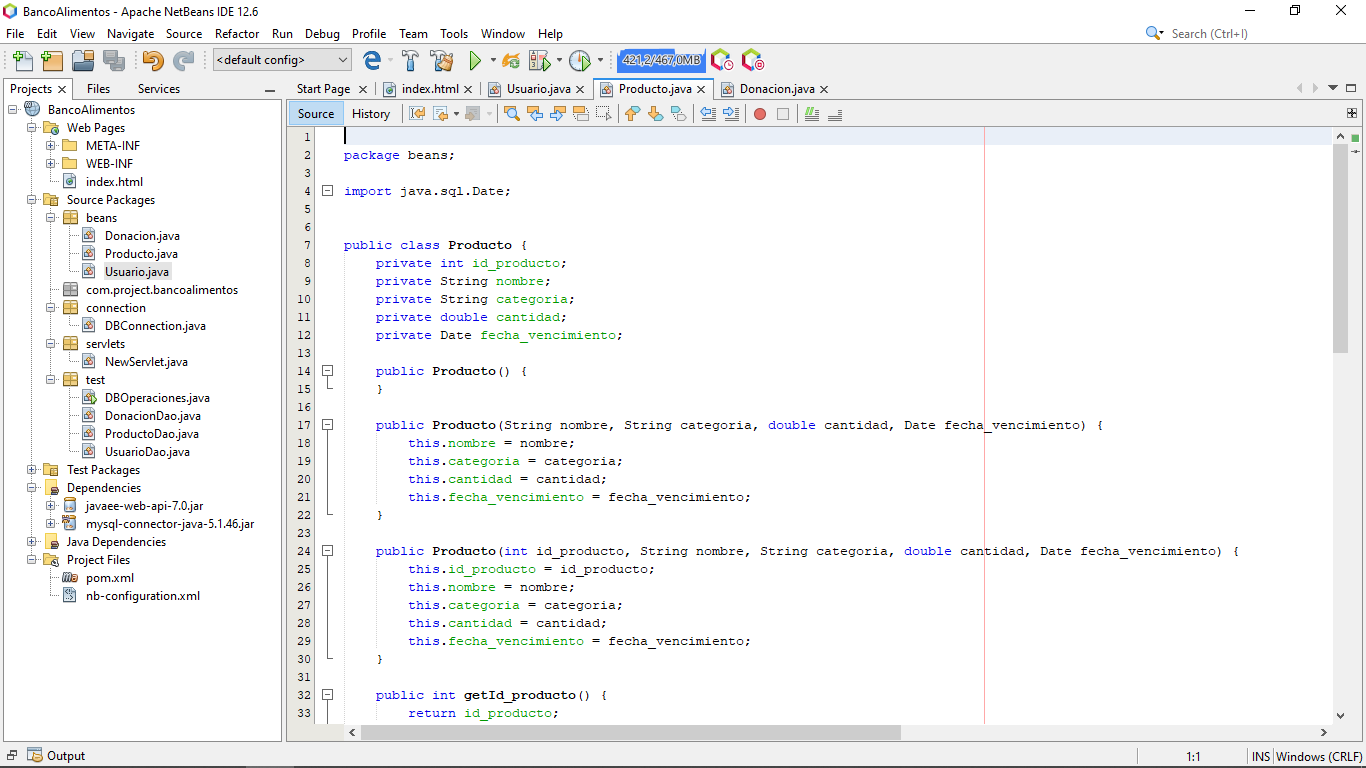 BancoAlimentos - Apache NetBeans IDE 12.6
File Edit View Navigate Source Refactor Run Debug Profile Team Tools Window Help
Search (Ctrl+I)
<default config>
421,2/467,0MB
Projects Files Services
BancoAlimentos
Web Pages
META-INF
WEB-INF
index.html
Source Packages
beans
Donacion.java
Producto.java
Usuario.java
com.project.bancoalimentos
connection
DBConnection.java
servlets
NewServlet.java
test
DBOperaciones.java
DonacionDao.java
ProductoDao.java
UsuarioDao.java
Test Packages
Dependencies
javaee-web-api-7.0.jar
mysql-connector-java-5.1.46.jar
Java Dependencies
Project Files
pom.xml
nb-configuration.xml
Start Page index.html Usuario.java Producto.java Donacion.java
Source History
1
2 package beans;
3
4 import java.sql.Date;
5
6
7 public class Producto {
8 private int id_producto;
9 private String nombre;
10 private String categoria;
11 private double cantidad;
12 private Date fecha_vencimiento;
13
14 public Producto() {
15 }
16
17 public Producto(String nombre, String categoria, double cantidad, Date fecha_vencimiento) {
18 this.nombre = nombre;
19 this.categoria = categoria;
20 this.cantidad = cantidad;
21 this.fecha_vencimiento = fecha_vencimiento;
22 }
23
24 public Producto(int id_producto, String nombre, String categoria, double cantidad, Date fecha_vencimiento) {
25 this.id_producto = id_producto;
26 this.nombre = nombre;
27 this.categoria = categoria;
28 this.cantidad = cantidad;
29 this.fecha_vencimiento = fecha_vencimiento;
30 }
31
32 public int getId_producto() {
33 return id_producto;
Output
1:1 INS Windows (CRLF)